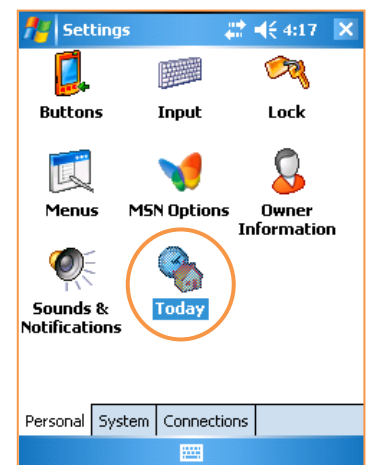 Settings 4:17
Buttons Input Lock
Menus MSN Options Owner
Information
Sounds & Today
Notifications
Personal System Connections